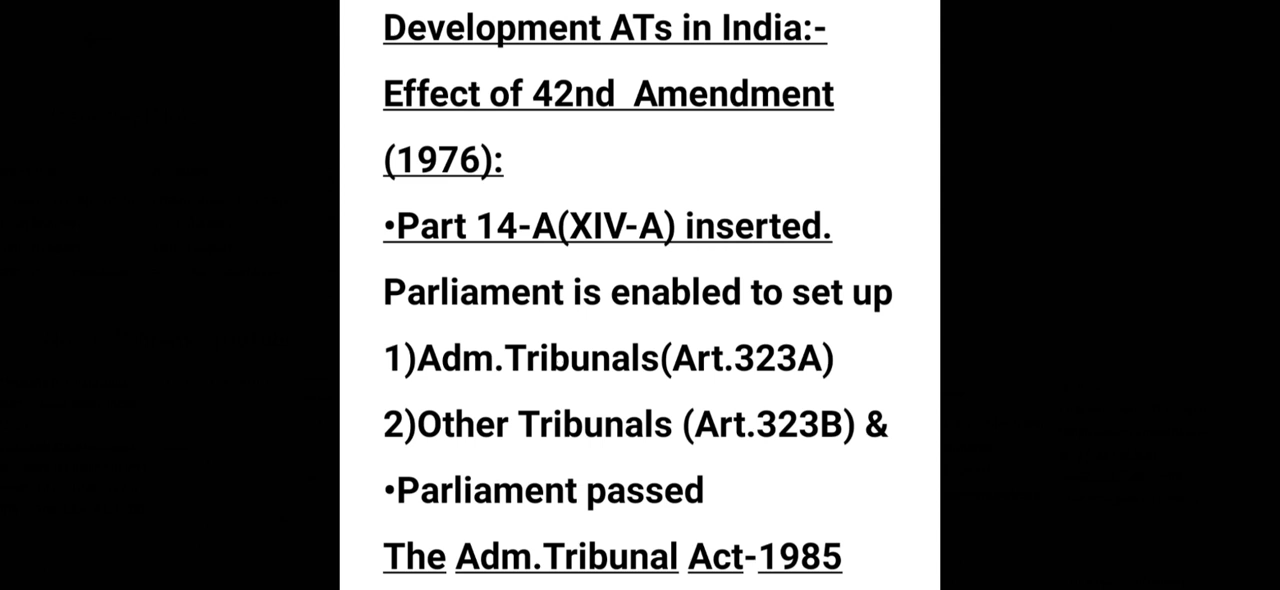 Development ATs in India:-
Effect of 42nd  Amendment
(1976):
•Part 14-A(XIV-A) inserted.
Parliament is enabled to set up
1)Adm.Tribunals(Art.323A)
2)Other Tribunals (Art.323B) &
•Parliament passed
The Adm.Tribunal Act-1985